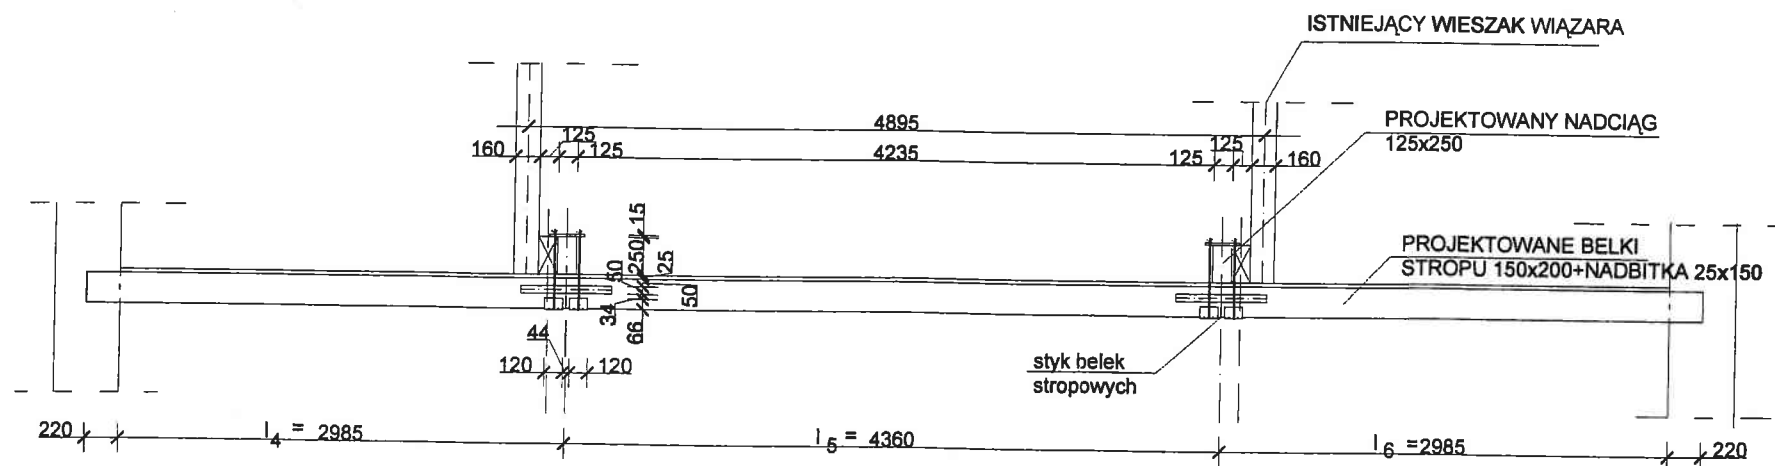 ISTNIEJĄCY WIESZAK WIĄZARA
4895
PROJEKTOWANY NADCIĄG
125x250
125
160
125
4235
125
125
160
15
250
25
50
50
34
66
PROJEKTOWANE BELKI
STROPU 150x200+NADBITKA 25x150
44
120
120
styk belek
stropowych
220
l4 = 2985
l5 = 4360
l6 =2985
220